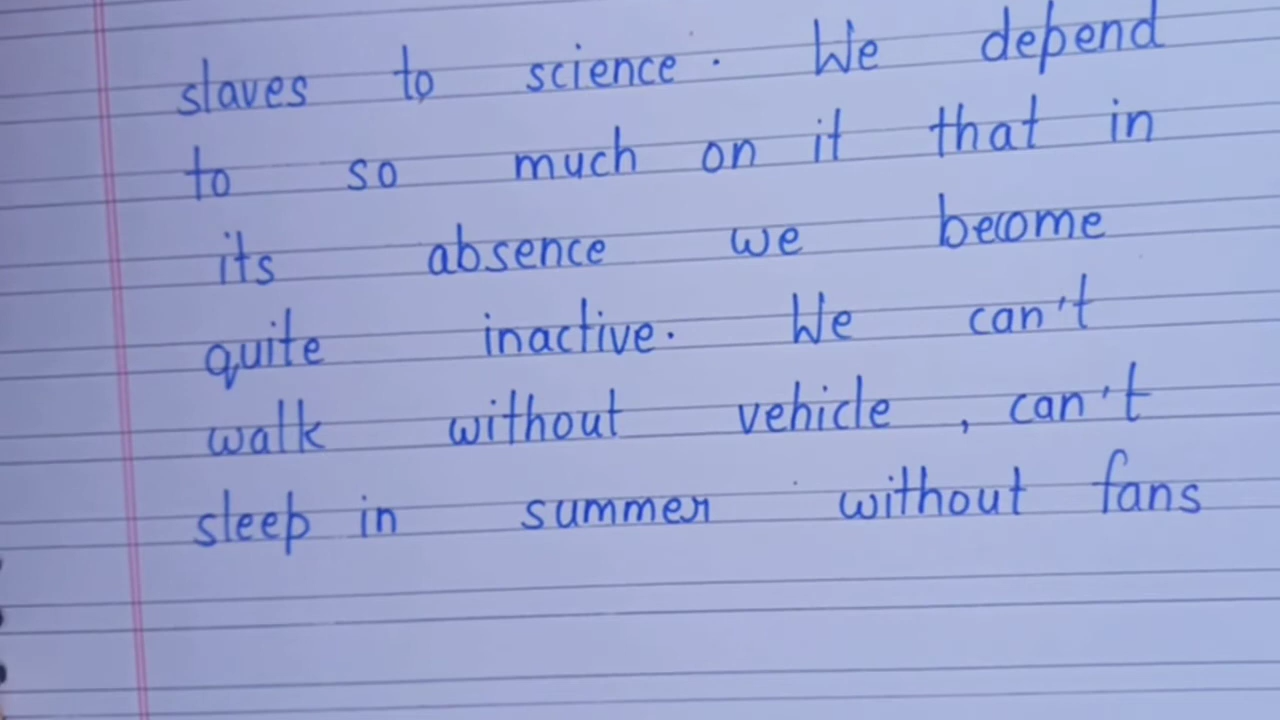 slaves to science. We depend
to so much on it that in
its absence we become
quite inactive. We can't
walk without vehicle, can't
sleep in summer without fans